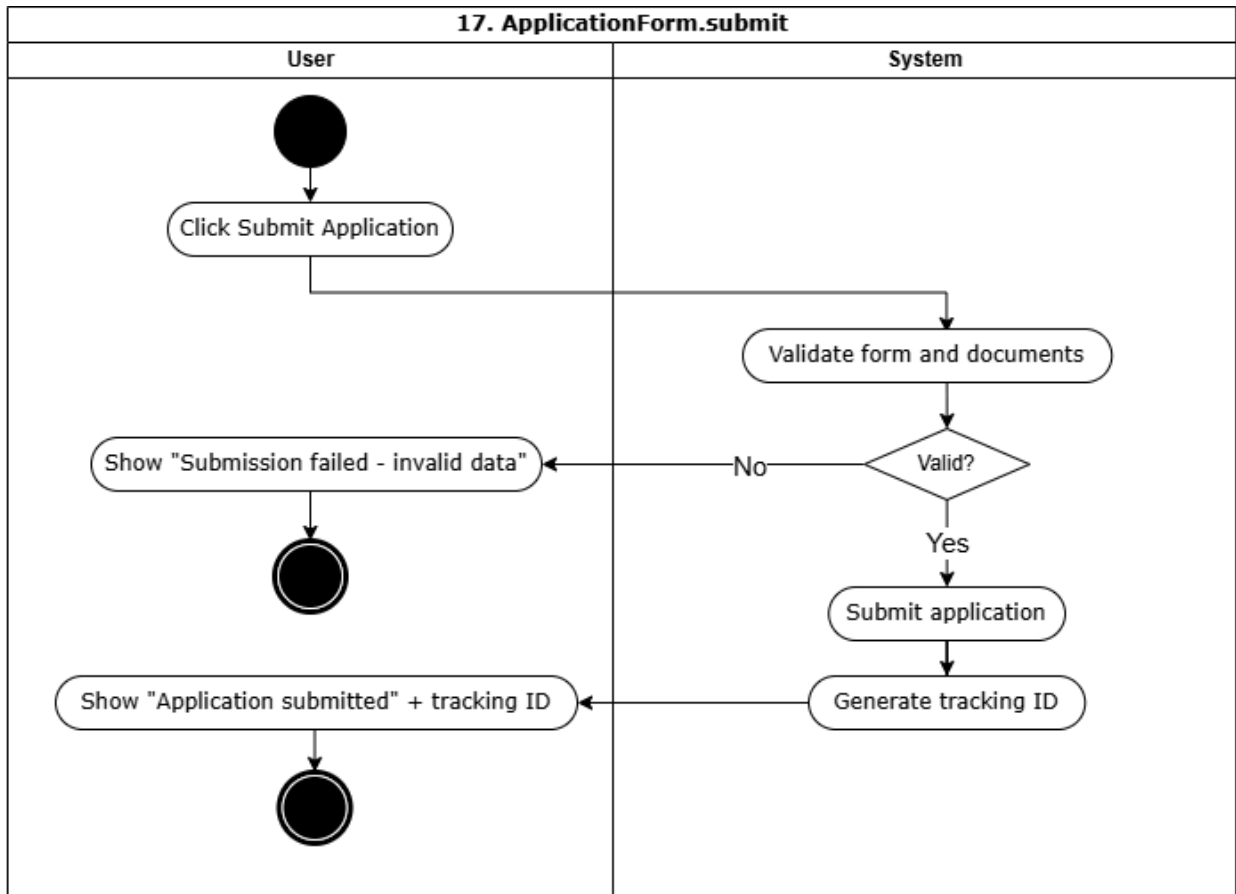 17. ApplicationForm.submit
User
System
Click Submit Application
Validate form and documents
Valid?
No
Show "Submission failed - invalid data"
Yes
Submit application
Generate tracking ID
Show "Application submitted" + tracking ID